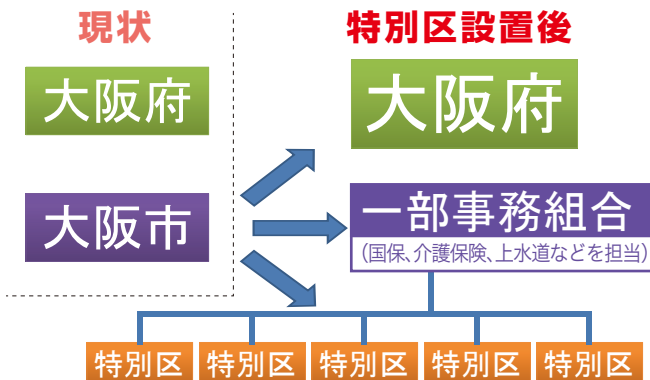 現状
大阪府
大阪市
特別区設置後
大阪府
一部事務組合
(国保、介護保険、上水道などを担当)
特別区
特別区
特別区
特別区
特別区